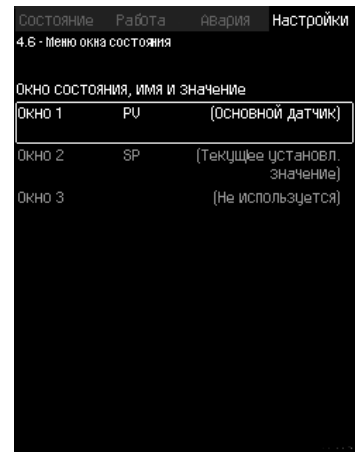 Состояние Работа Авария Настройки
4.6 - Меню окна состояния
Окно состояния, имя и значение
Окно 1 PV (Основной датчик)
Окно 2 SP (Текущее установл.
значение)
Окно 3 (Не используется)